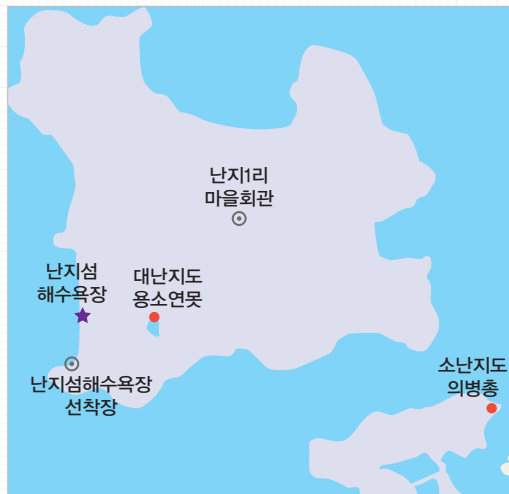 난지1리
마을회관
난지섬
해수욕장
대난지도
용소연못
난지섬해수욕장
선착장
소난지도
의병총